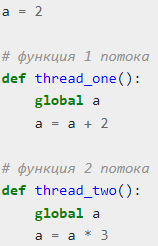 a = 2
# функция 1 потока
def thread_one():
global a
a = a + 2
# функция 2 потока
def thread_two():
global a
a = a * 3